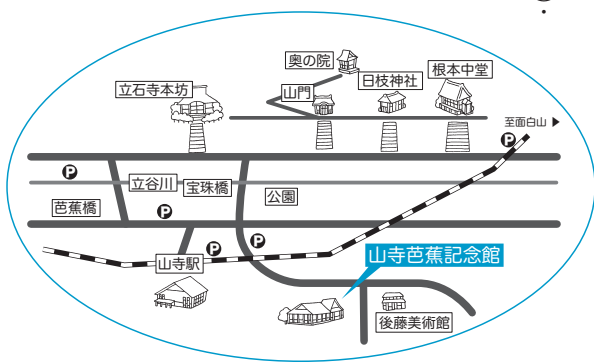 奥の院
日枝神社
根本中堂
立石寺本坊
山門
至面白山 ▶
P
P
立谷川
宝珠橋
公園
芭蕉橋
P
P
P
山寺芭蕉記念館
山寺駅
後藤美術館